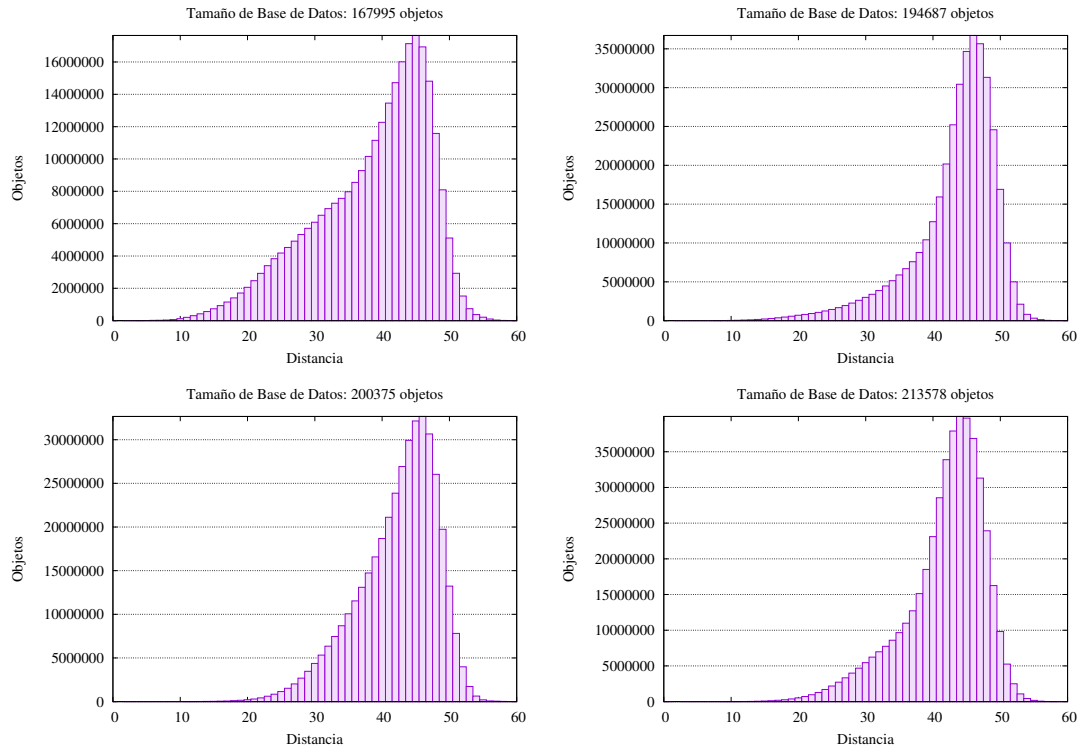 Tamaño de Base de Datos: 167995 objetos
16000000
14000000
12000000
10000000
8000000
6000000
4000000
2000000
0
0 10 20 30 40 50 60
Objetos
Distancia
Tamaño de Base de Datos: 194687 objetos
35000000
30000000
25000000
20000000
15000000
10000000
5000000
0
0 10 20 30 40 50 60
Objetos
Distancia
Tamaño de Base de Datos: 200375 objetos
30000000
25000000
20000000
15000000
10000000
5000000
0
0 10 20 30 40 50 60
Objetos
Distancia
Tamaño de Base de Datos: 213578 objetos
35000000
30000000
25000000
20000000
15000000
10000000
5000000
0
0 10 20 30 40 50 60
Objetos
Distancia